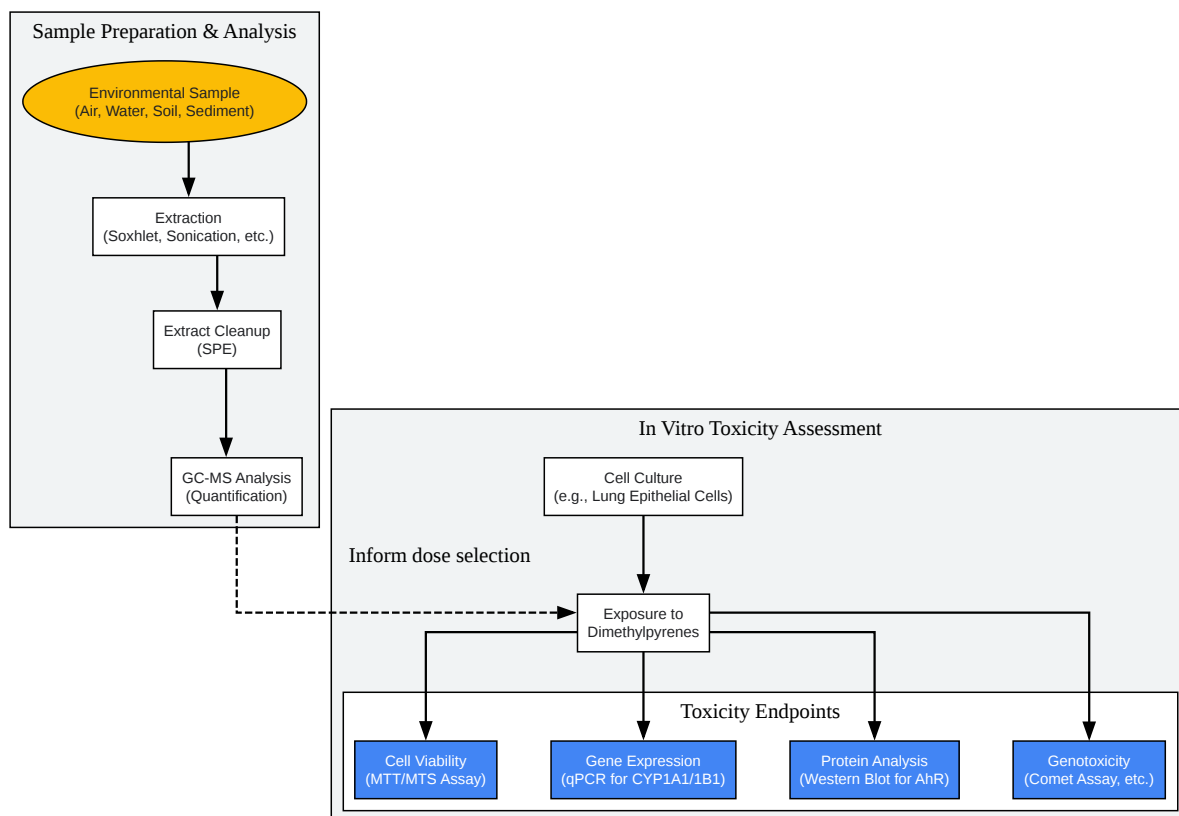 Sample Preparation & Analysis
Environmental Sample
(Air, Water, Soil, Sediment)
Extraction
(Soxhlet, Sonication, etc.)
Extract Cleanup
(SPE)
GC-MS Analysis
(Quantification)
In Vitro Toxicity Assessment
Cell Culture
(e.g., Lung Epithelial Cells)
Inform dose selection
Exposure to
Dimethylpyrenes
Toxicity Endpoints
Cell Viability
(MTT/MTS Assay)
Gene Expression
(qPCR for CYP1A1/1B1)
Protein Analysis
(Western Blot for AhR)
Genotoxicity
(Comet Assay, etc.)